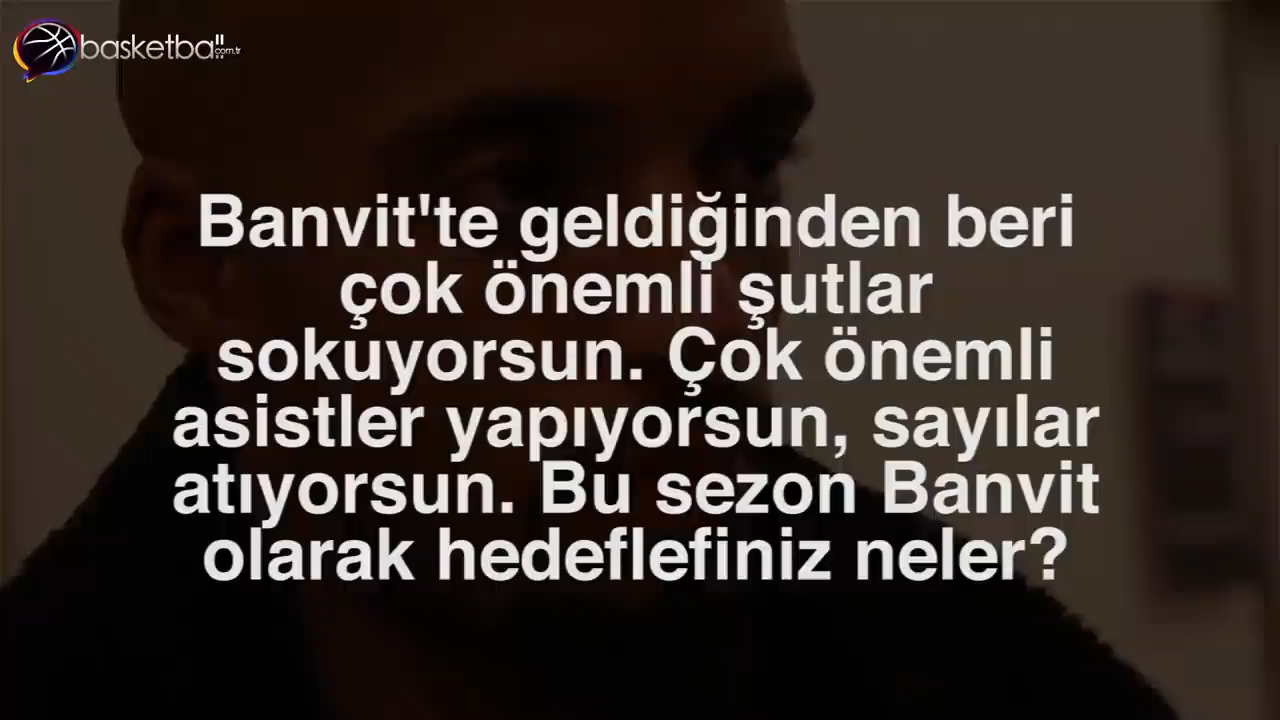 basketball.com.tr
Banvit'te geldiğinden beri
çok önemli şutlar
sokuyorsun. Çok önemli
asistler yapıyorsun, sayılar
atıyorsun. Bu sezon Banvit
olarak hedeflefiniz neler?